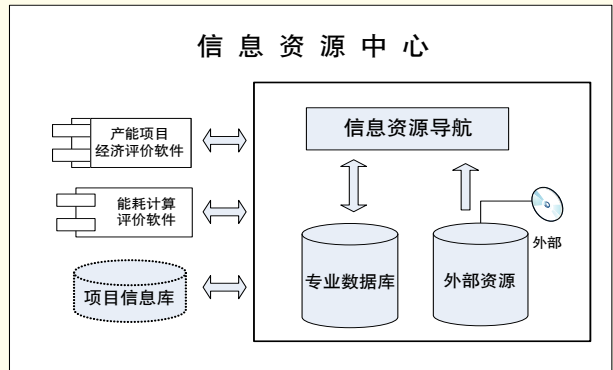 信息资源中心
产能项目
经济评价软件
能耗计算
评价软件
项目信息库
信息资源导航
专业数据库
外部资源
外部